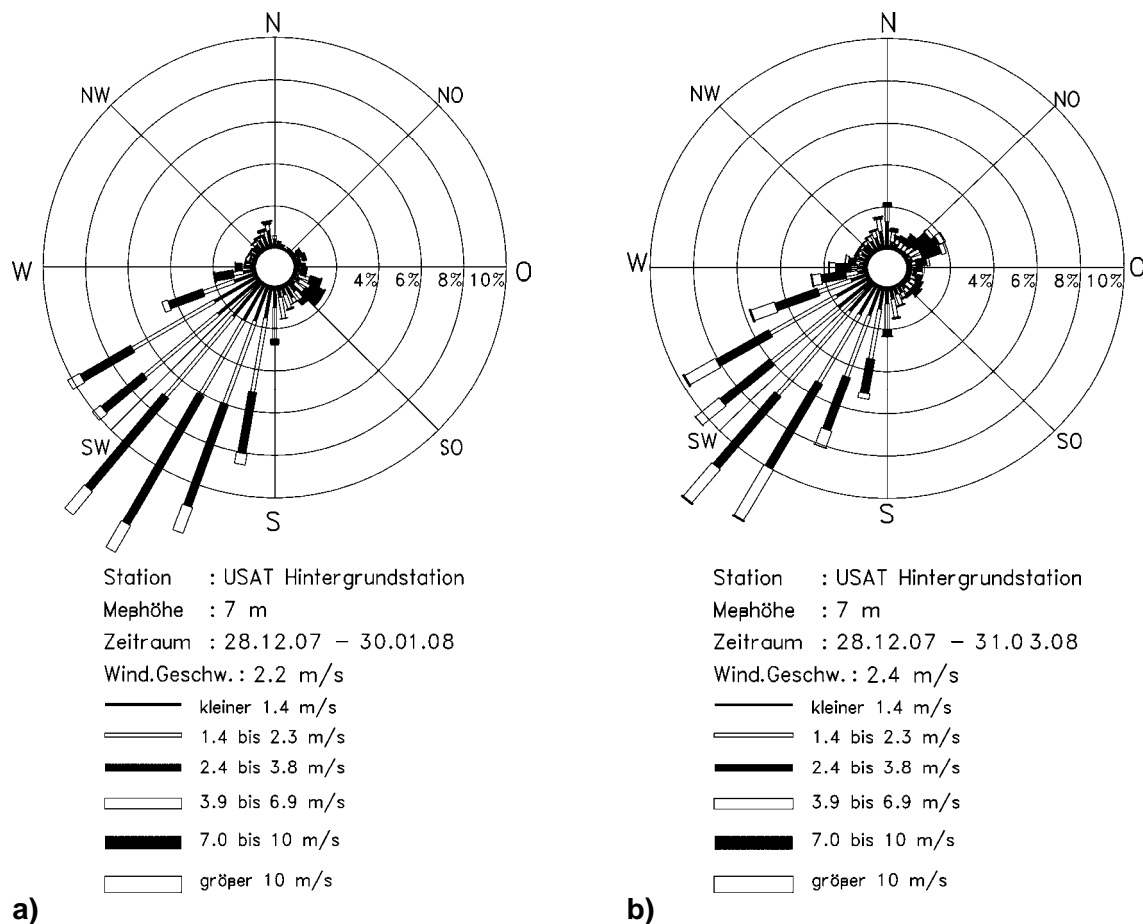 N
NW
NO
W
O
4% 6% 8% 10%
SW
SO
S
Station : USAT Hintergrundstation
Meßhöhe : 7 m
Zeitraum : 28.12.07 – 30.01.08
Wind.Geschw.: 2.2 m/s
kleiner 1.4 m/s
1.4 bis 2.3 m/s
2.4 bis 3.8 m/s
3.9 bis 6.9 m/s
7.0 bis 10 m/s
größer 10 m/s
a)
N
NW
NO
W
O
4% 6% 8% 10%
SW
SO
S
Station : USAT Hintergrundstation
Meßhöhe : 7 m
Zeitraum : 28.12.07 – 31.03.08
Wind.Geschw.: 2.4 m/s
kleiner 1.4 m/s
1.4 bis 2.3 m/s
2.4 bis 3.8 m/s
3.9 bis 6.9 m/s
7.0 bis 10 m/s
größer 10 m/s
b)